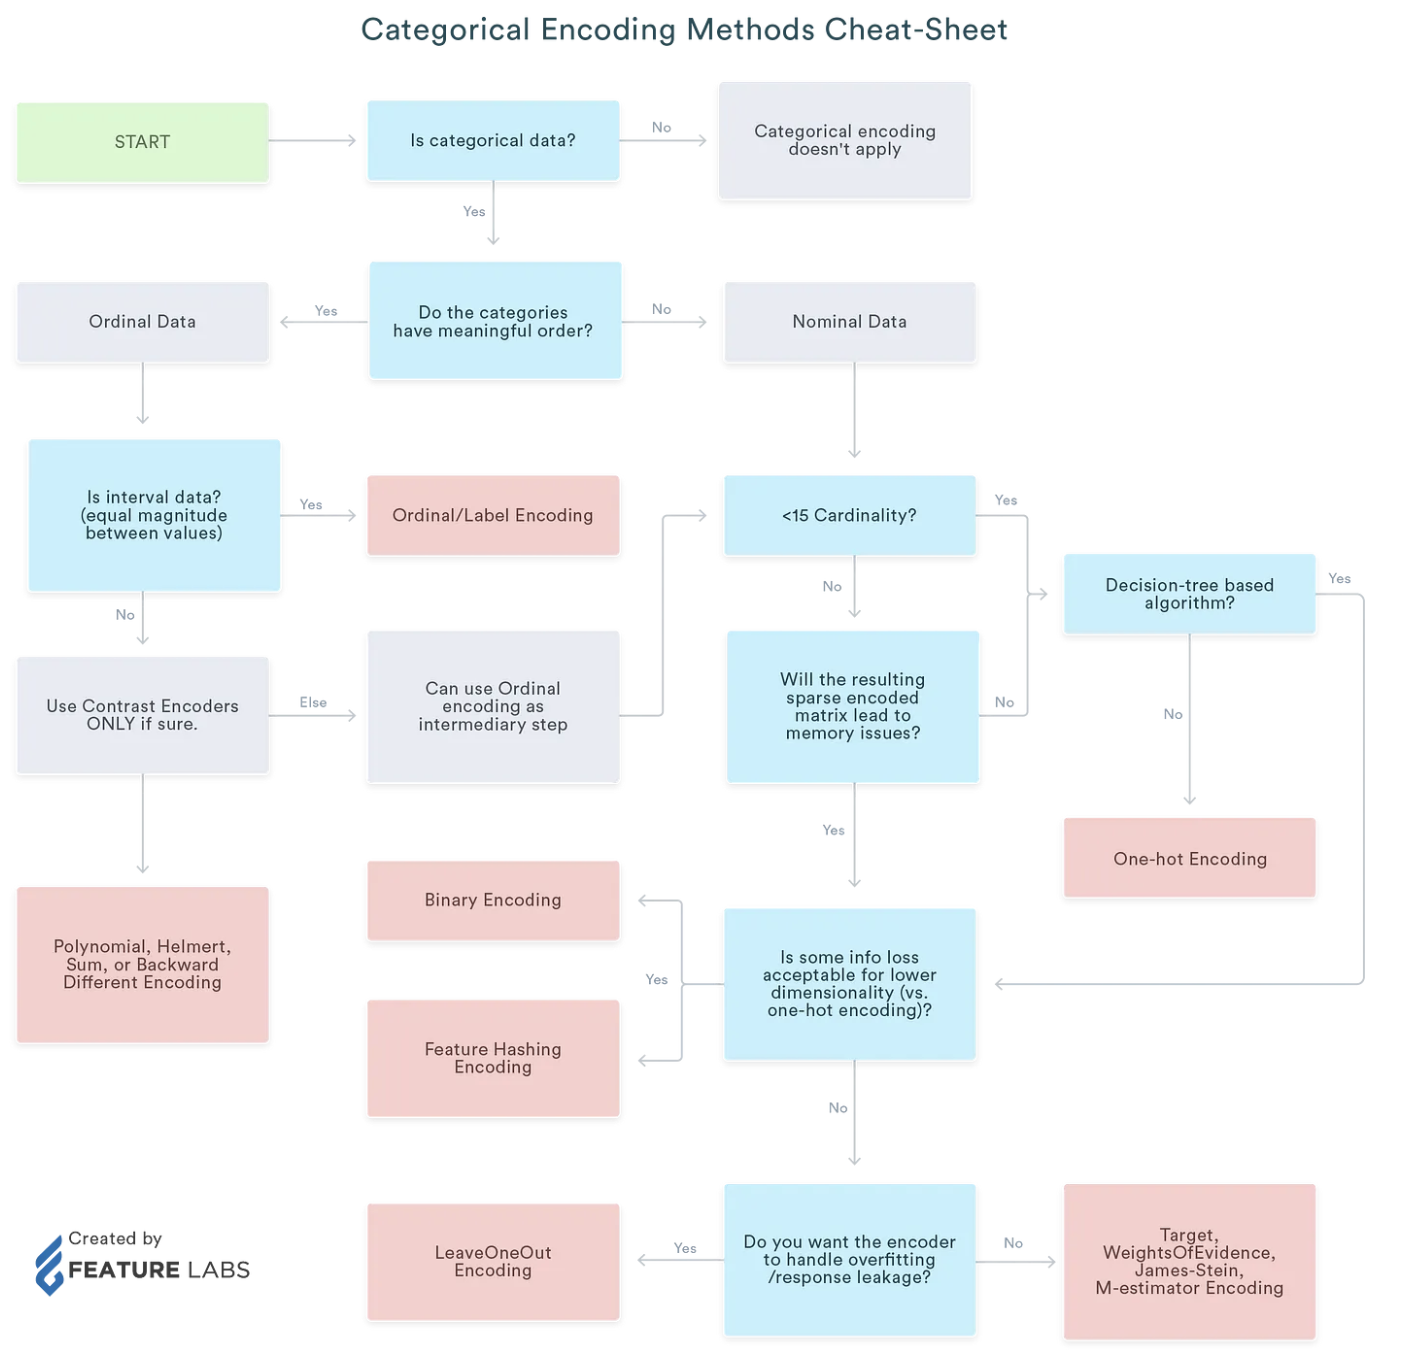 Categorical Encoding Methods Cheat-Sheet
START
Is categorical data?
No
Categorical encoding
doesn't apply
Yes
Ordinal Data
Yes
Do the categories
have meaningful order?
No
Nominal Data
Is interval data?
(equal magnitude
between values)
Yes
Ordinal/Label Encoding
<15 Cardinality?
Yes
No
No
Decision-tree based
algorithm?
Yes
Use Contrast Encoders
ONLY if sure.
Else
Can use Ordinal
encoding as
intermediary step
Will the resulting
sparse encoded
matrix lead to
memory issues?
No
No
Yes
One-hot Encoding
Polynomial, Helmert,
Sum, or Backward
Different Encoding
Binary Encoding
Yes
Feature Hashing
Encoding
Is some info loss
acceptable for lower
dimensionality (vs.
one-hot encoding)?
No
LeaveOneOut
Encoding
Yes
Do you want the encoder
to handle overfitting
/response leakage?
No
Target,
WeightsOfEvidence,
James-Stein,
M-estimator Encoding
Created by
FEATURE LABS